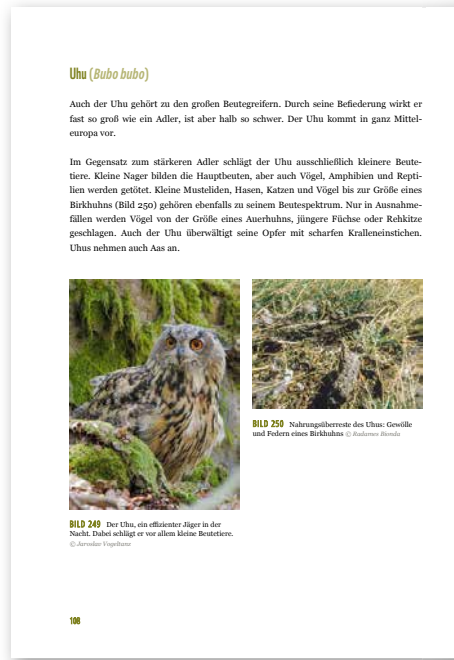 Uhu (Bubo bubo)
Auch der Uhu gehört zu den großen Beutegreifern. Durch seine Befiederung wirkt er
fast so groß wie ein Adler, ist aber halb so schwer. Der Uhu kommt in ganz Mittel-
europa vor.
Im Gegensatz zum stärkeren Adler schlägt der Uhu ausschließlich kleinere Beute-
tiere. Kleine Nager bilden die Hauptbeuten, aber auch Vögel, Amphibien und Repti-
lien werden getötet. Kleine Musteliden, Hasen, Katzen und Vögel bis zur Größe eines
Birkhuhns (Bild 250) gehören ebenfalls zu seinem Beutespektrum. Nur in Ausnahme-
fällen werden Vögel von der Größe eines Auerhuhns, jüngere Füchse oder Rehkitze
geschlagen. Auch der Uhu überwältigt seine Opfer mit scharfen Kralleneinstichen.
Uhus nehmen auch Aas an.
BILD 250 Nahrungsüberreste des Uhus: Gewölle
und Federn eines Birkhuhns © Radames Bionda
BILD 249 Der Uhu, ein effizienter Jäger in der
Nacht. Dabei schlägt er vor allem kleine Beutetiere.
© Jaroslav Vogeltanz
108